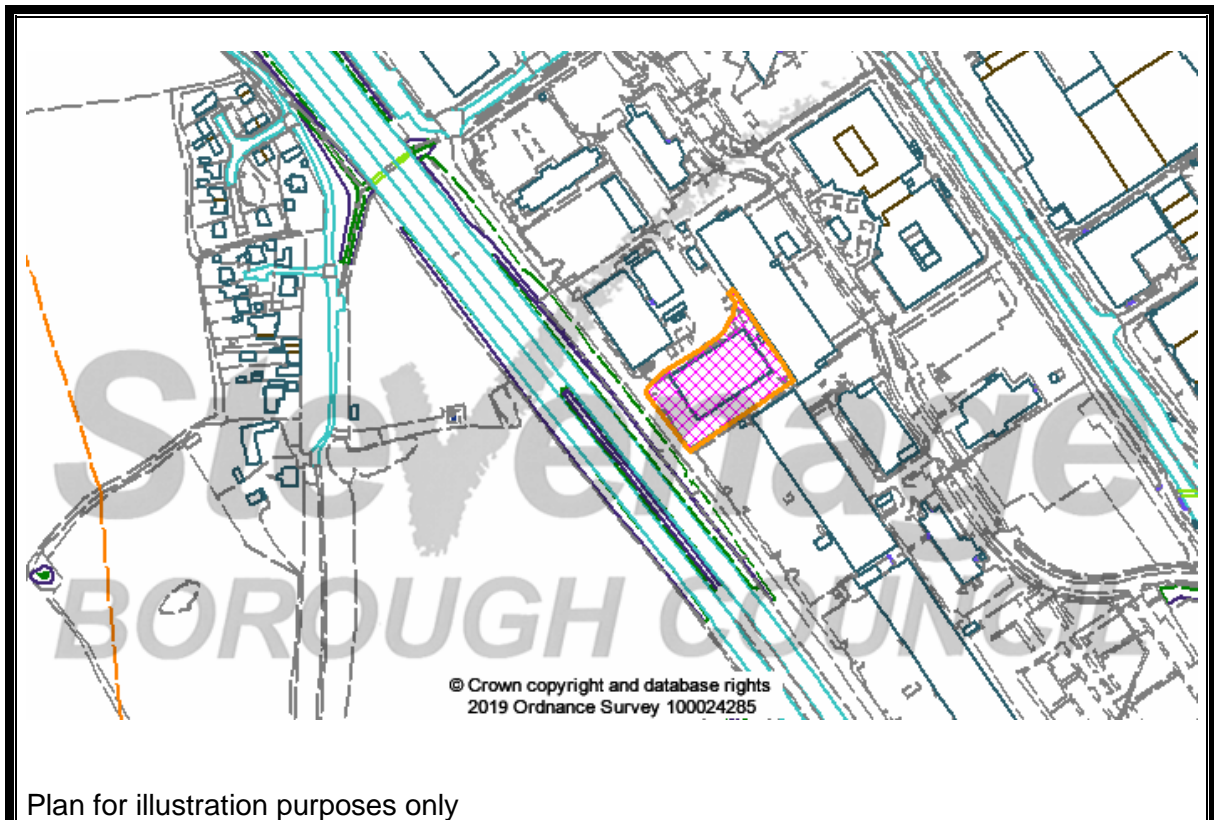 Stevenage
BOROUGH COUNCIL
© Crown copyright and database rights
2019 Ordnance Survey 100024285
Plan for illustration purposes only